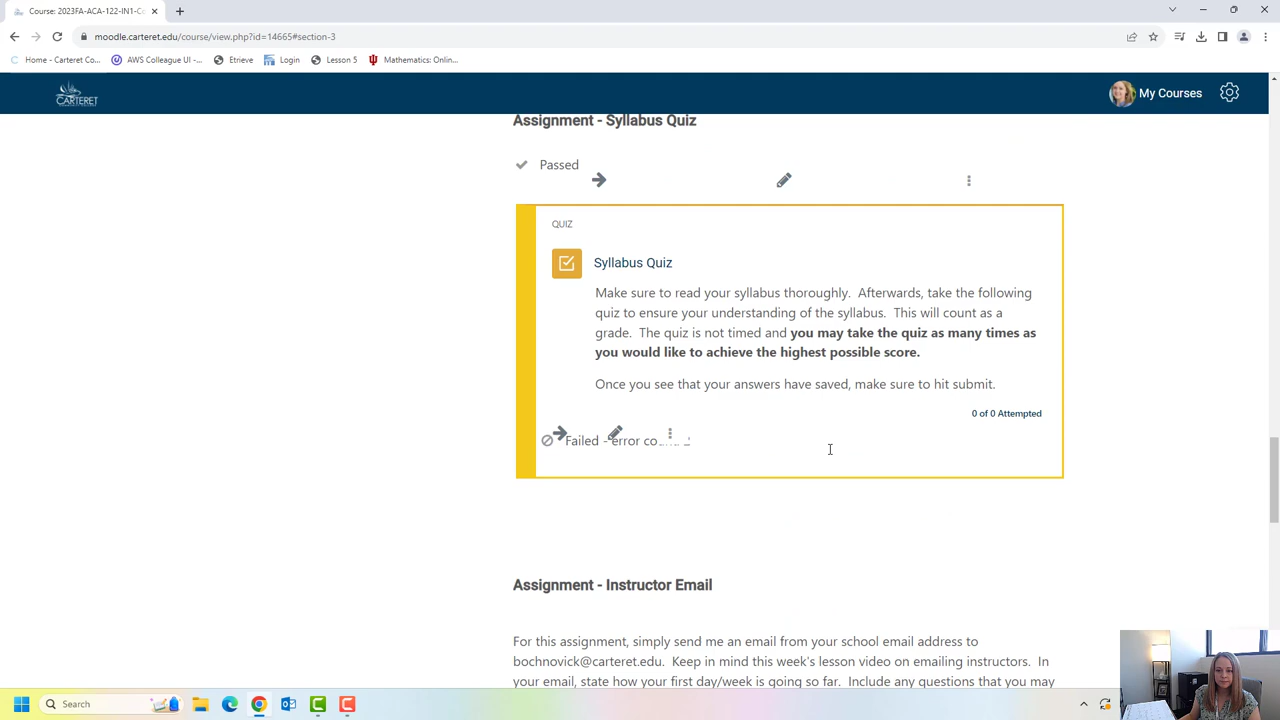 Course: 2023FA-ACA-122-IN1-C
moodle.carteret.edu/course/view.php?id=14665#section-3
Home - Carteret Co... AWS Colleague UI -... Etrieve Login Lesson 5 Mathematics: Onl...
CARTERET
My Courses
Assignment - Syllabus Quiz
Passed
QUIZ
Syllabus Quiz
Make sure to read your syllabus thoroughly. Afterwards, take the following
quiz to ensure your understanding of the syllabus. This will count as a
grade. The quiz is not timed and you may take the quiz as many times as
you would like to achieve the highest possible score.
Once you see that your answers have saved, make sure to hit submit.
0 of 0 Attempted
Failed - error
Assignment - Instructor Email
For this assignment, simply send me an email from your school email address to
bochnovick@carteret.edu. Keep in mind this week's lesson video on emailing instructors. In
your email, state how your first day/week is going so far. Include any questions that you may
Search